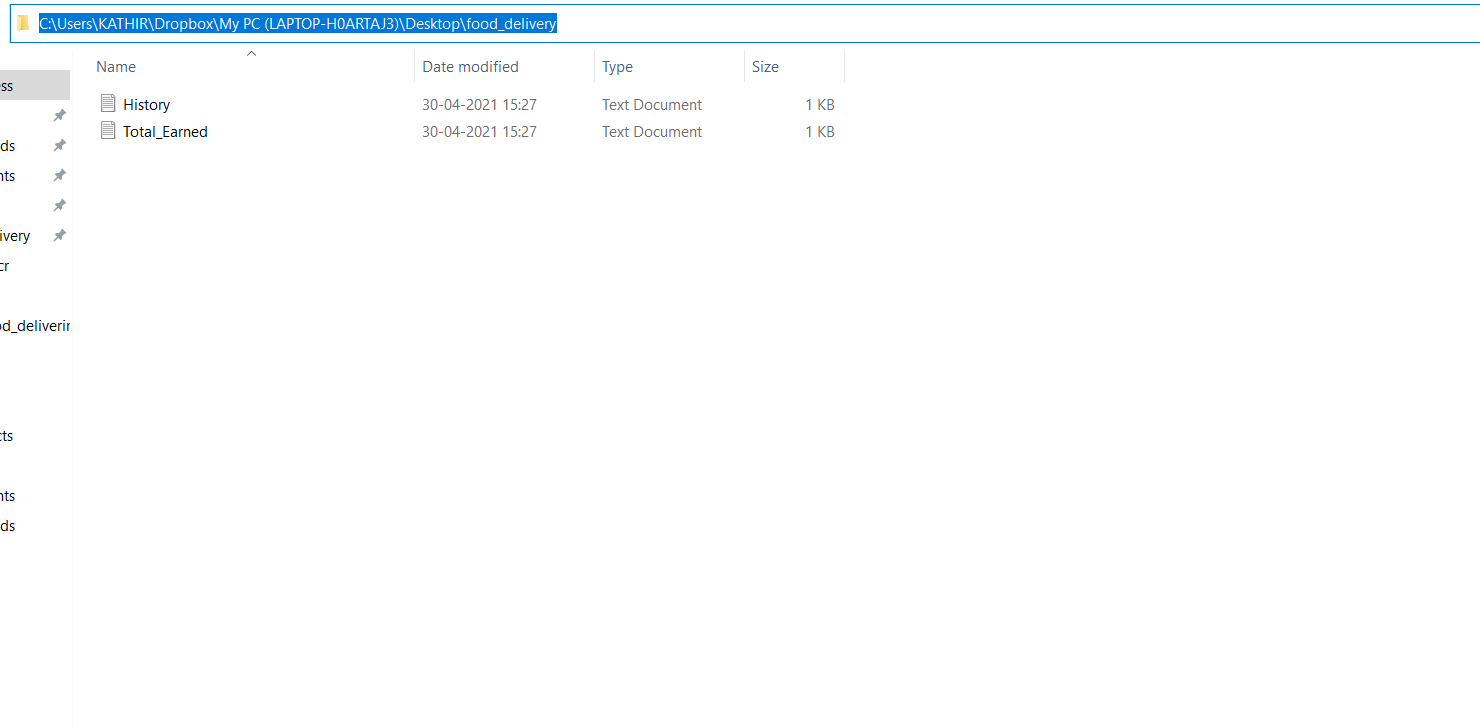 C:\Users\KATHIR\Dropbox\My PC (LAPTOP-H0ARTAJ3)\Desktop\food_delivery
Name Date modified Type Size
ss
History 30-04-2021 15:27 Text Document 1 KB
Total_Earned 30-04-2021 15:27 Text Document 1 KB
ds
nts
ivery
cr
od_deliverin
cts
nts
ds